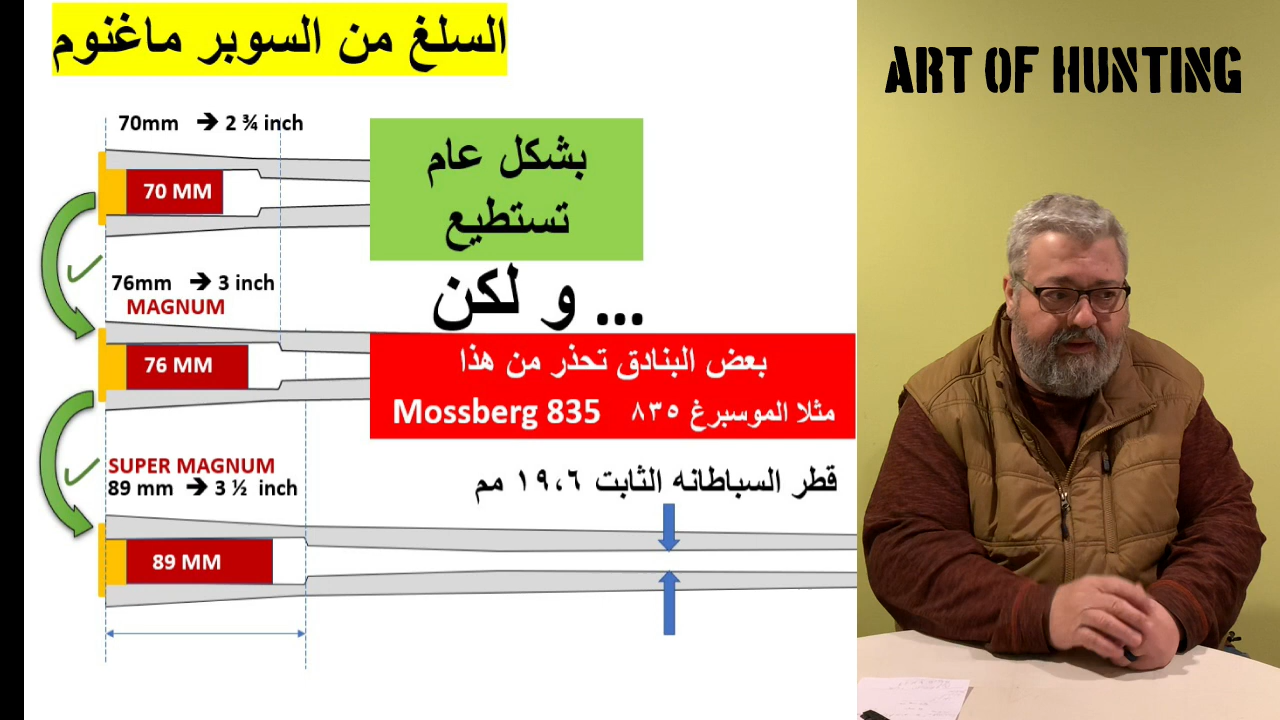 السلغ من السوبر ماغنوم
ART OF HUNTING
70mm ➔ 2 ¾ inch
70 MM
بشكل عام
تستطيع
و لكن ...
76mm ➔ 3 inch
MAGNUM
76 MM
بعض البنادق تحذر من هذا
مثلا الموسبرغ ٨٣٥ Mossberg 835
SUPER MAGNUM
89 mm ➔ 3 ½ inch
قطر السباطانه الثابت ١٩،٦ مم
89 MM